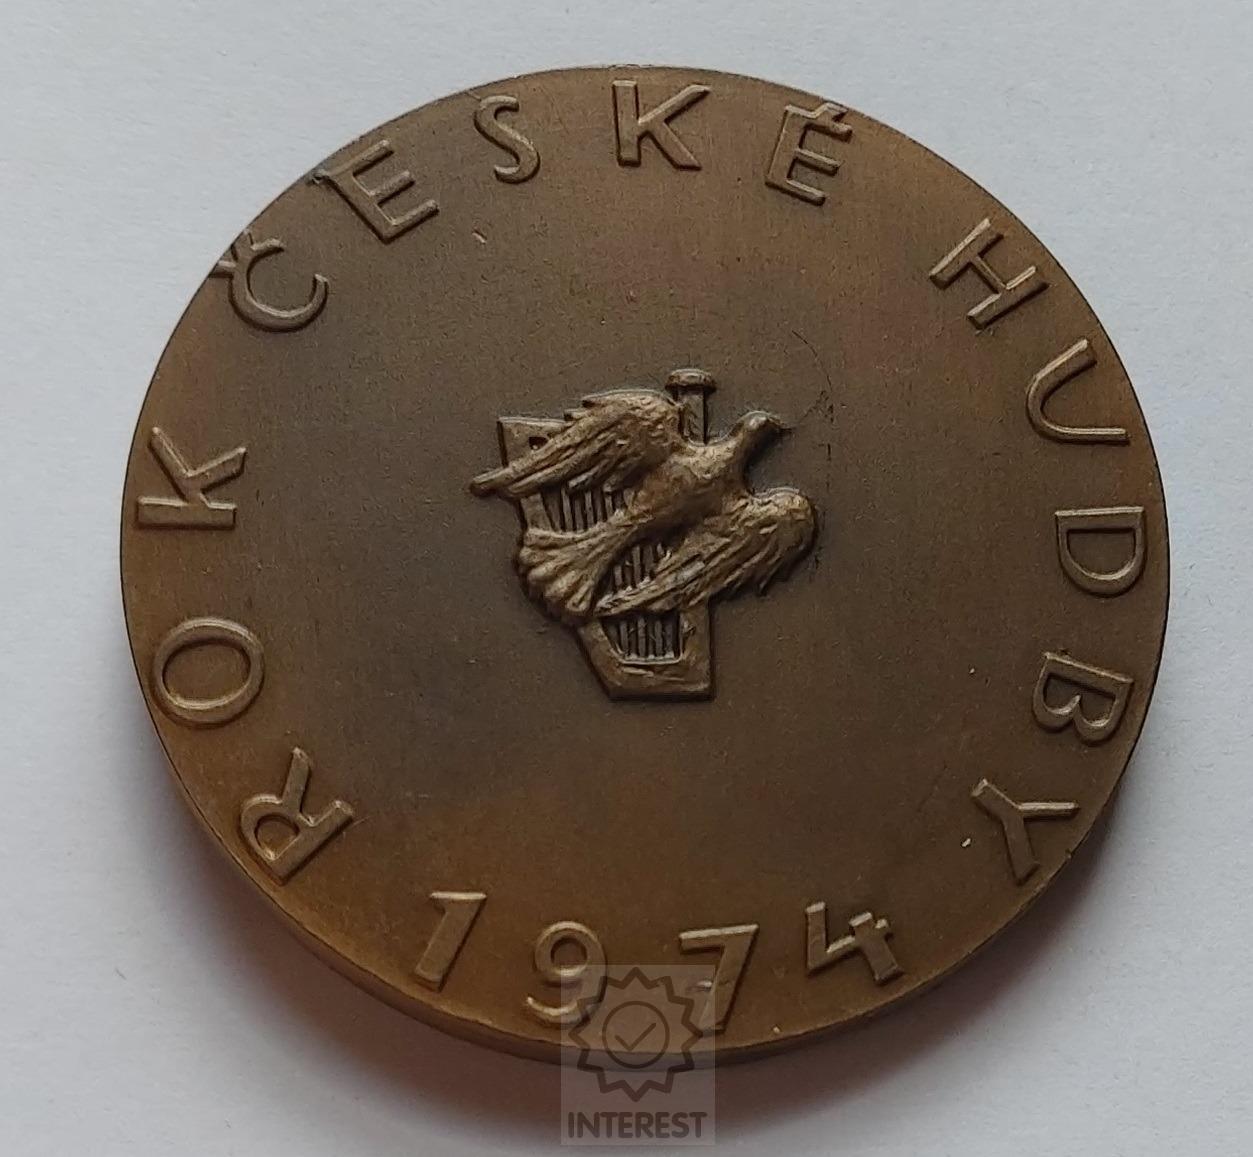 ROK ČESKÉ HUDBY
1974
INTEREST